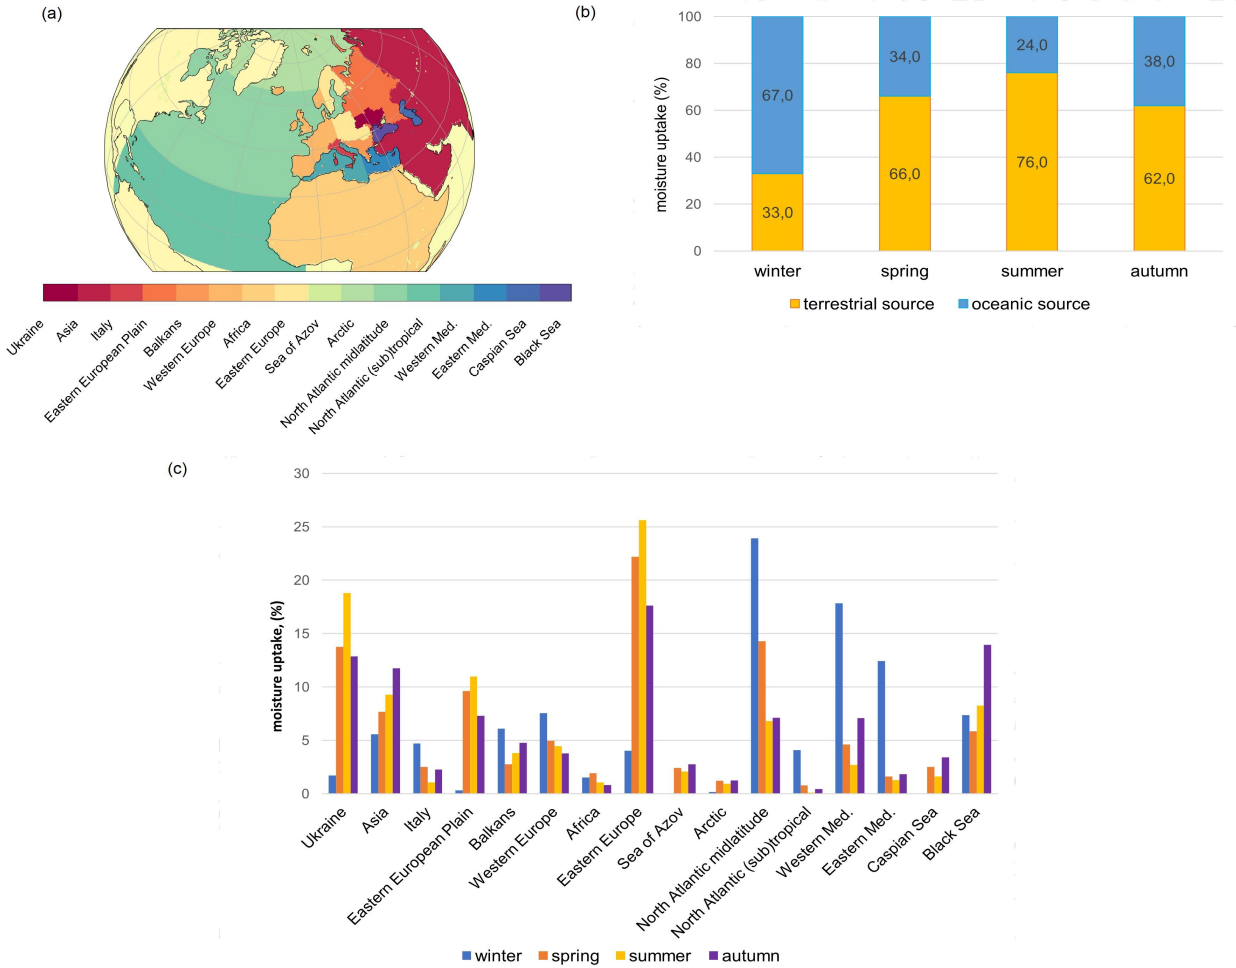 (a)
Ukraine
Asia
Italy
Eastern European Plain
Balkans
Western Europe
Africa
Eastern Europe
Sea of Azov
Arctic
North Atlantic midlatitude
North Atlantic (sub)tropical
Western Med.
Eastern Med.
Caspian Sea
Black Sea
(b)
moisture uptake (%)
100
80
60
40
20
0
67,0
33,0
34,0
66,0
24,0
76,0
38,0
62,0
winter spring summer autumn
terrestrial source oceanic source
(c)
moisture uptake, (%)
30
25
20
15
10
5
0
Ukraine
Asia
Italy
Eastern European Plain
Balkans
Western Europe
Africa
Eastern Europe
Sea of Azov
Arctic
North Atlantic midlatitude
North Atlantic (sub)tropical
Western Med.
Eastern Med.
Caspian Sea
Black Sea
winter spring summer autumn